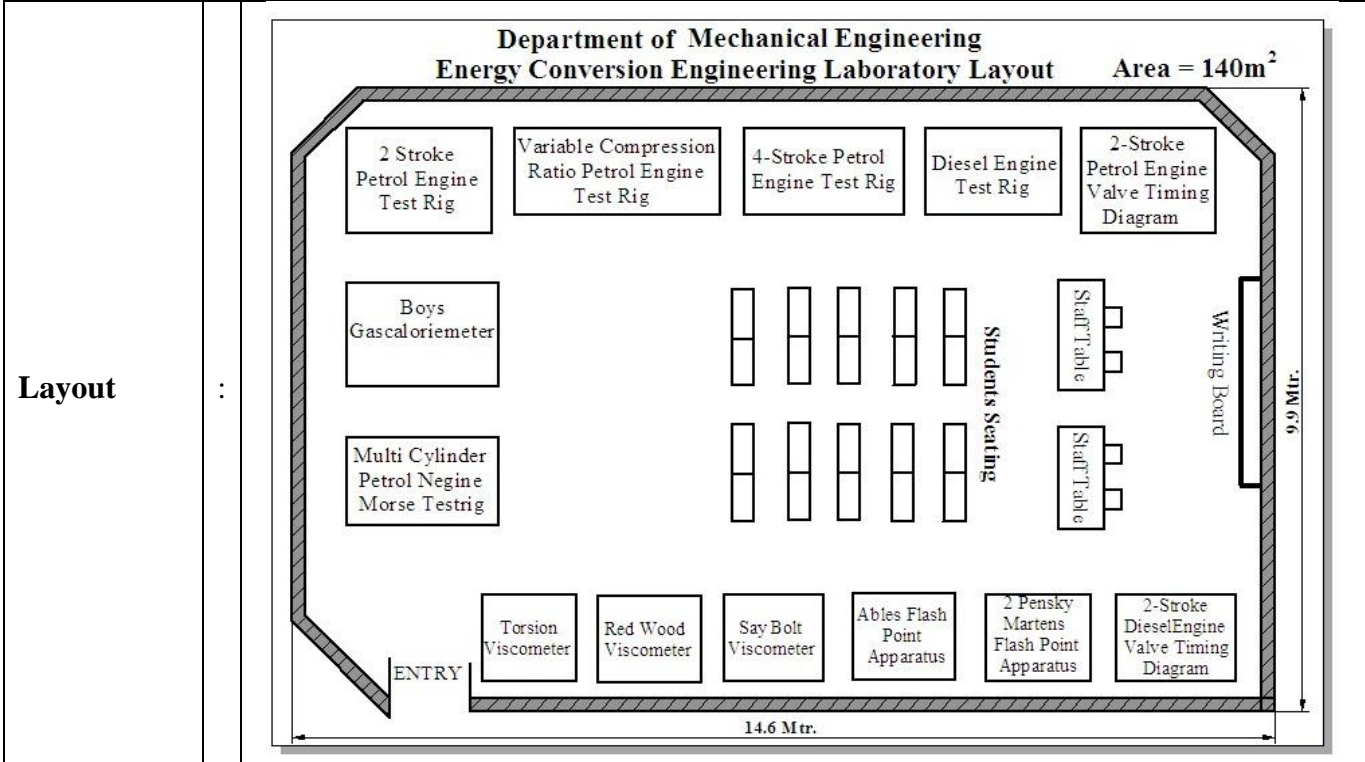 Layout
:
Department of Mechanical Engineering
Energy Conversion Engineering Laboratory Layout
Area = 140m2
2 Stroke
Petrol Engine
Test Rig
Variable Compression
Ratio Petrol Engine
Test Rig
4-Stroke Petrol
Engine Test Rig
Diesel Engine
Test Rig
2-Stroke
Petrol Engine
Valve Timing
Diagram
Boys
Gascaloriemeter
Students Seating
Staff Table
Staff Table
Writing Board
9.9 Mtr.
Multi Cylinder
Petrol Negine
Morse Testrig
Torsion
Viscometer
Red Wood
Viscometer
Say Bolt
Viscometer
Ables Flash
Point
Apparatus
2 Pensky
Martens
Flash Point
Apparatus
2-Stroke
DieselEngine
Valve Timing
Diagram
ENTRY
14.6 Mtr.